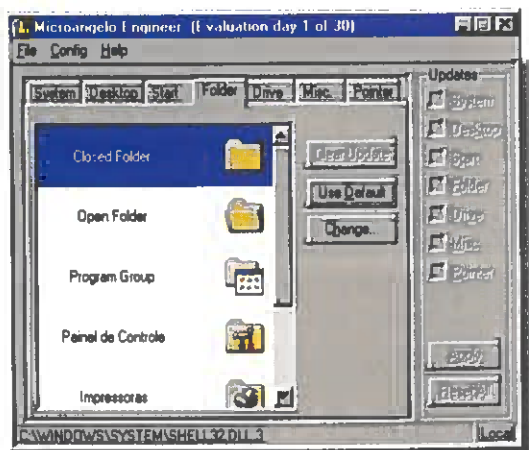 Microangelo Engineer (Evaluation day 1 of 30)
File Config Help
System Desktop Start Folder Drive Misc. Pointer
Closed Folder
Open Folder
Program Group
Painel de Controle
Impressoras
Clear Update
Use Default
Change...
Updates
System
Desktop
Start
Folder
Drive
Misc
Pointer
Apply
Reset All
C:\WINDOWS\SYSTEM\SHELL32.DLL, 3
Local